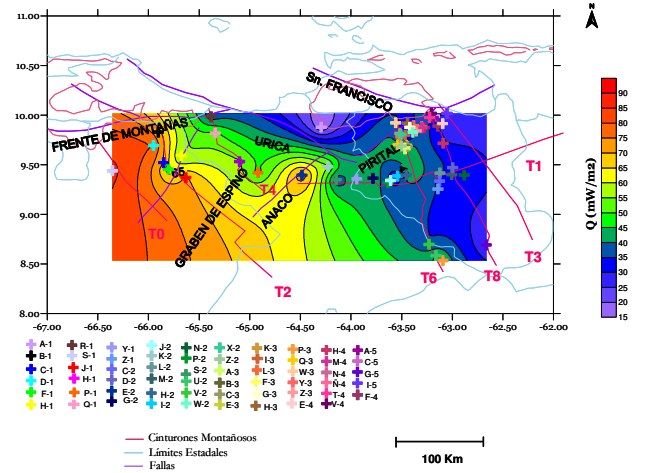 11.00
N
10.50
10.00
9.50
9.00
8.50
8.00
-67.00
-66.50
-66.00
-65.50
-65.00
-64.50
-64.00
-63.50
-63.00
-62.50
-62.00
Sn. FRANCISCO
FRENTE DE MONTAÑAS
URICA
PIRITAL
GRABEN DE ESPINO
ANACO
65
T0
T2
T4
T6
T8
T3
T1
Q (mW/m2)
90
85
80
75
70
65
60
55
50
45
40
35
30
25
20
15
A-1
B-1
C-1
D-1
F-1
H-1
R-1
S-1
J-1
H-1
P-1
Q-1
Y-1
Z-1
C-2
D-2
E-2
G-2
J-2
K-2
L-2
M-2
H-2
I-2
N-2
P-2
S-2
U-2
V-2
W-2
X-2
Z-2
A-3
B-3
C-3
E-3
K-3
I-3
L-3
F-3
G-3
H-3
P-3
Q-3
W-3
Y-3
Z-3
E-4
H-4
M-4
N-4
Ñ-4
T-4
V-4
A-5
C-5
G-5
I-5
F-4
Cinturones Montañosos
Límites Estadales
Fallas
100 Km